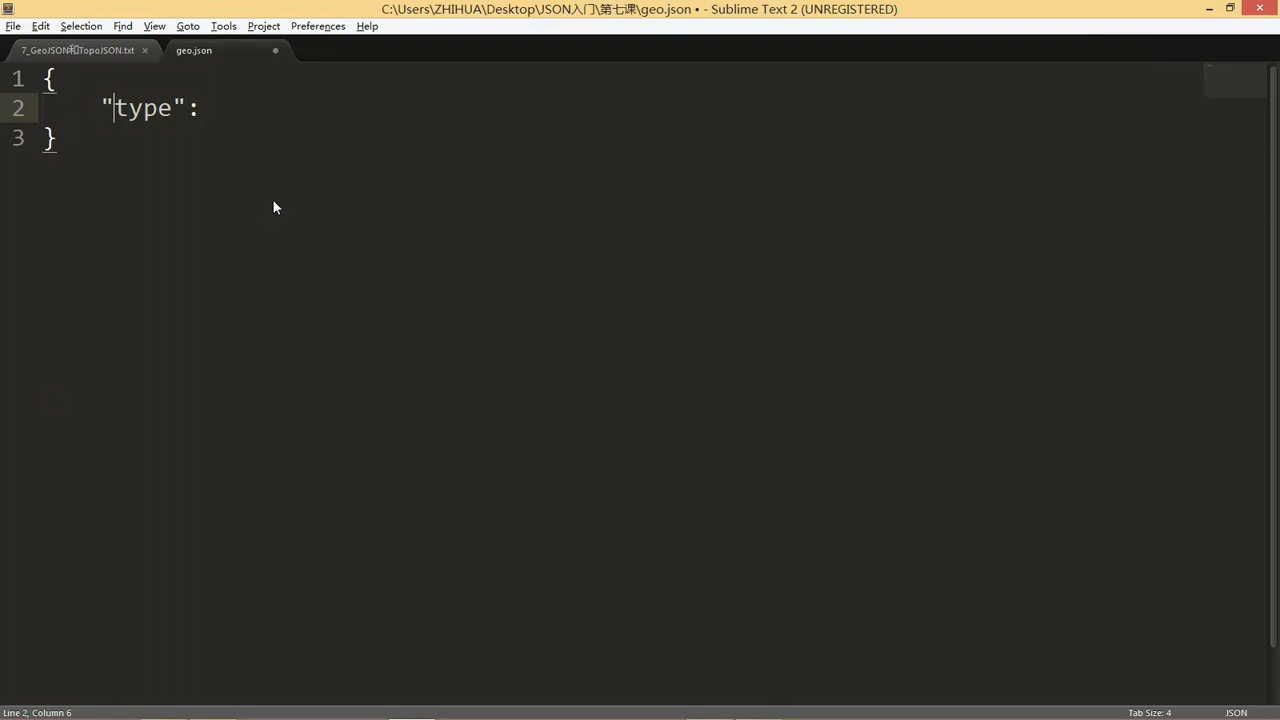 C:\Users\ZHIHUA\Desktop\JSON入门\第七课\geo.json • - Sublime Text 2 (UNREGISTERED)
File Edit Selection Find View Goto Tools Project Preferences Help
7_GeoJSON和TopoJSON.txt × geo.json
1 {
2 "type":
3 }
Line 2, Column 6 Tab Size: 4 JSON